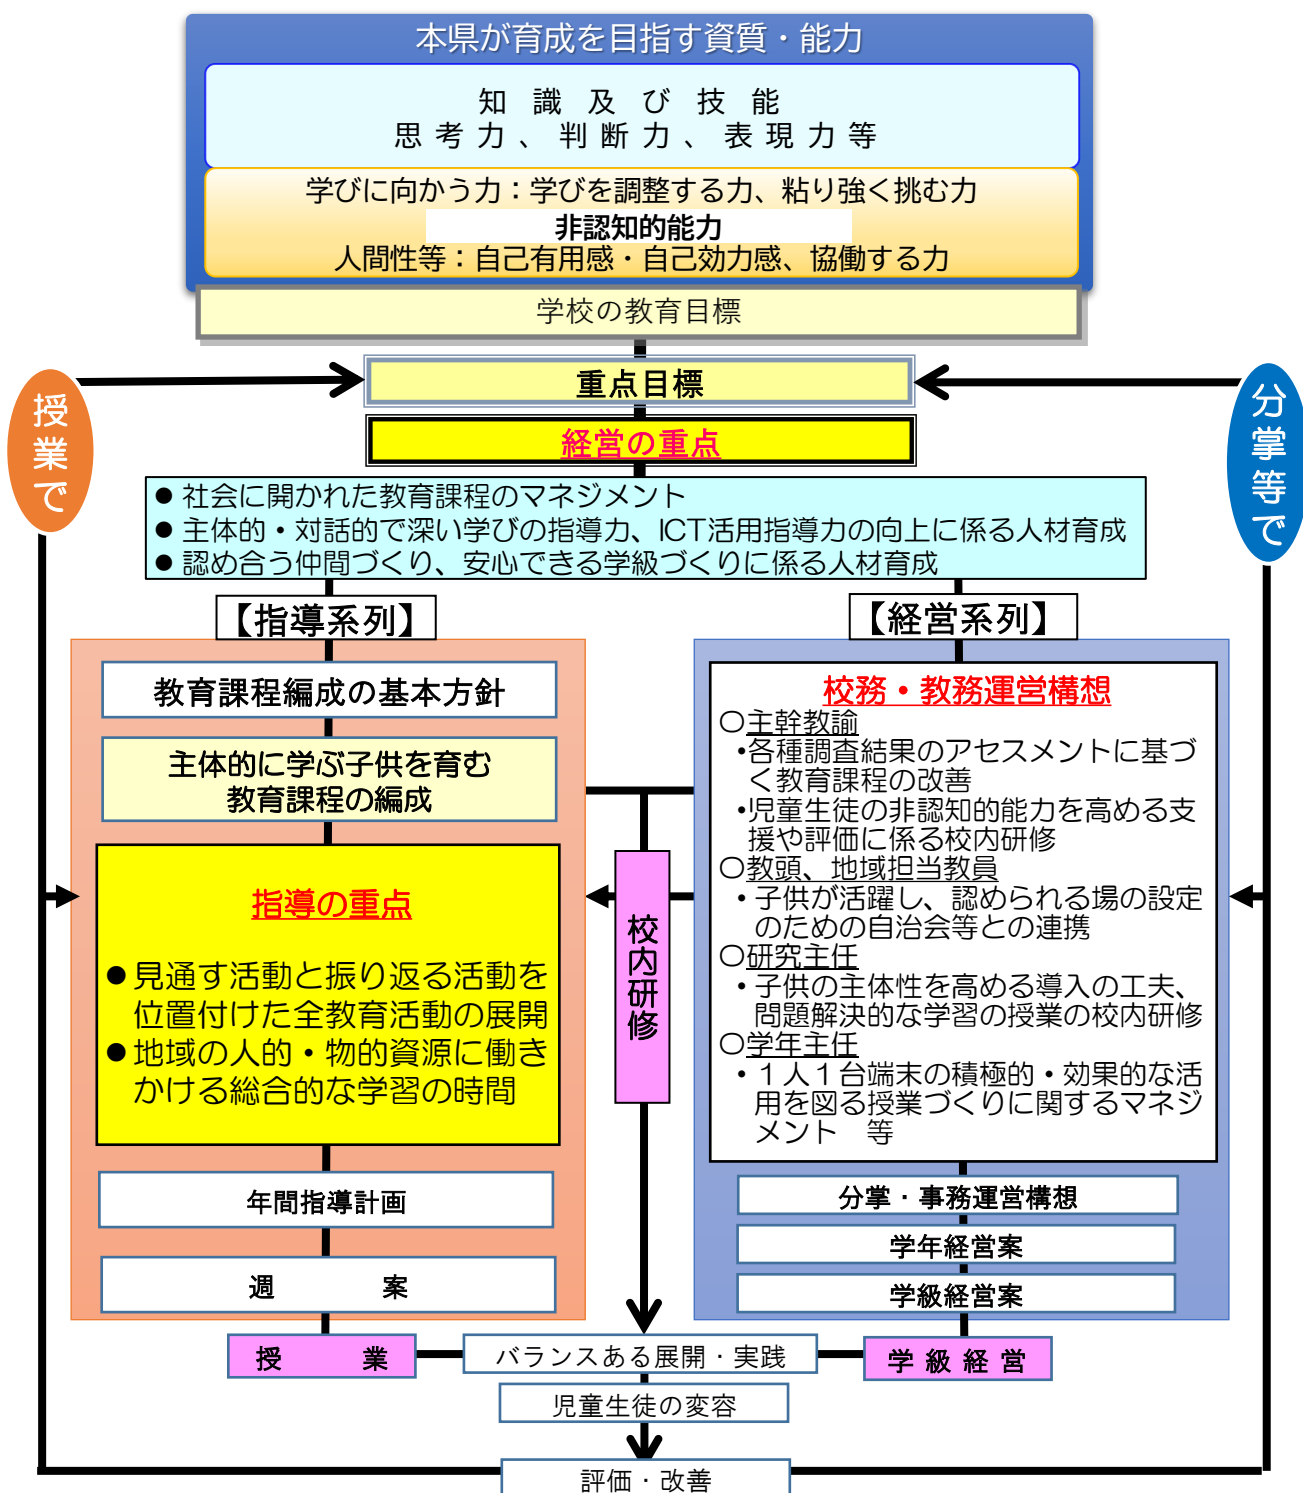 本県が育成を目指す資質・能力
知識及び技能
思考力、判断力、表現力等
学びに向かう力：学びを調整する力、粘り強く挑む力
非認知的能力
人間性等：自己有用感・自己効力感、協働する力
学校の教育目標
重点目標
経営の重点
授業で
分掌等で
●社会に開かれた教育課程のマネジメント
●主体的・対話的で深い学びの指導力、ICT活用指導力の向上に係る人材育成
●認め合う仲間づくり、安心できる学級づくりに係る人材育成
【指導系列】
教育課程編成の基本方針
主体的に学ぶ子供を育む
教育課程の編成
指導の重点
●見通す活動と振り返る活動を
位置付けた全教育活動の展開
●地域の人的・物的資源に働き
かける総合的な学習の時間
年間指導計画
週　案
授　業
校内研修
【経営系列】
校務・教務運営構想
〇主幹教諭
・各種調査結果のアセスメントに基づ
く教育課程の改善
・児童生徒の非認知的能力を高める支
援や評価に係る校内研修
〇教頭、地域担当教員
・子供が活躍し、認められる場の設定
のための自治会等との連携
〇研究主任
・子供の主体性を高める導入の工夫、
問題解決的な学習の授業の校内研修
〇学年主任
・１人１台端末の積極的・効果的な活
用を図る授業づくりに関するマネジ
メント　等
分掌・事務運営構想
学年経営案
学級経営案
学級経営
バランスある展開・実践
児童生徒の変容
評価・改善